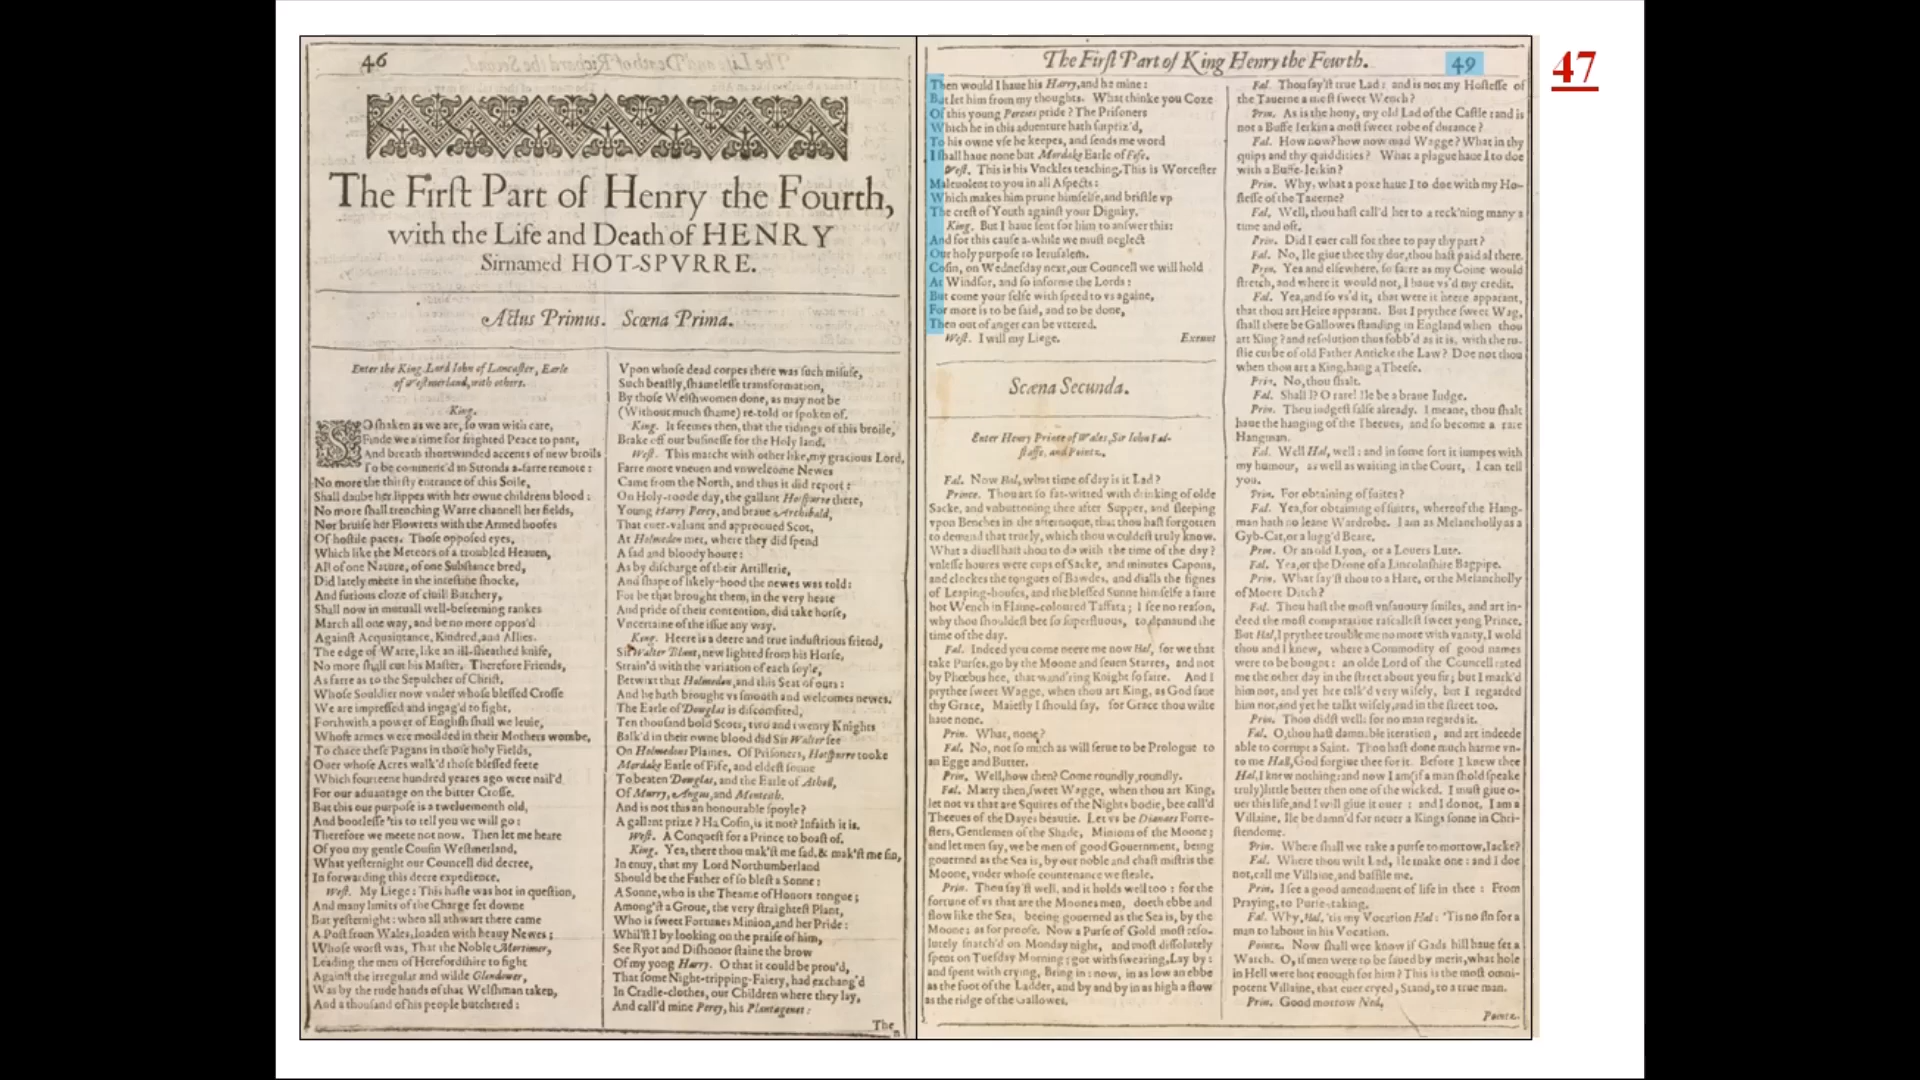 46
The First Part of Henry the Fourth,
with the Life and Death of HENRY
Sirnamed HOT-SPVRRE.
Actus Primus. Scœna Prima.
Enter the King, Lord Iohn of Lancaster, Earle
of Westmerland, with others.
King.
SO shaken as we are, so wan with care,
Finde we a time for frighted Peace to pant,
And breath shortwinded accents of new broils
To be commenc'd in Stronds a-farre remote:
No more the thirsty entrance of this Soile,
Shall daube her lippes with her owne childrens blood:
No more shall trenching Warre channell her fields,
Nor bruise her Flowrets with the Armed hoofes
Of hostile paces. Those opposed eyes,
Which like the Meteors of a troubled Heauen,
All of one Nature, of one Substance bred,
Did lately meete in the intestine shocke,
And furious cloze of ciuill Butchery,
Shall now in mutuall well-beseeming rankes
March all one way, and be no more oppos'd
Against Acquaintance, Kindred, and Allies.
The edge of Warre, like an ill-sheathed knife,
No more shall cut his Master. Therefore Friends,
As farre as to the Sepulcher of Christ,
Whose Souldier now vnder whose blessed Crosse
We are impressed and ingag'd to fight,
Forthwith a power of English shall we leuie,
Whose armes were moulded in their Mothers wombe,
To chace these Pagans in those holy Fields,
Ouer whose Acres walk'd those blessed feete
Which fourteene hundred yeares ago were nail'd
For our aduantage on the bitter Crosse.
But this our purpose is a tweluemonth old,
And bootlesse 'tis to tell you we will go:
Therefore we meete not now. Then let me heare
Of you my gentle Cousin Westmerland,
What yesternight our Councell did decree,
In forwarding this deere expedience.
West. My Liege: This haste was hot in question,
And many limits of the Charge set downe
But yesternight: when all athwart there came
A Post from Wales, loaden with heauy Newes;
Whose worst was, That the Noble Mortimer,
Leading the men of Herefordshire to fight
Against the irregular and wilde Glendower,
Was by the rude hands of that Welshman taken,
And a thousand of his people butchered:
Vpon whose dead corpes there was such misuse,
Such beastly, shamelesse transformation,
By those Welshwomen done, as may not be
(Without much shame) re-told or spoken of.
King. It seemes then, that the tidings of this broile,
Brake off our businesse for the Holy land.
West. This matcht with other like, my gracious Lord,
Farre more vneuen and vnwelcome Newes
Came from the North, and thus it did report:
On Holy-roode day, the gallant Hotspurre there,
Young Harry Percy, and braue Archibald,
That euer-valiant and approoued Scot,
At Holmeden met, where they did spend
A sad and bloody houre:
As by discharge of their Artillerie,
And shape of likely-hood the newes was told:
For he that brought them, in the very heate
And pride of their contention, did take horse,
Vncertaine of the issue any way.
King. Heere is a deere and true industrious friend,
Sir Walter Blunt, new lighted from his Horse,
Strain'd with the variation of each soyle,
Betwixt that Holmedon, and this Seat of ours:
And he hath brought vs smooth and welcomes newes.
The Earle of Dowglas is discomfited,
Ten thousand bold Scots, two and twenty Knights
Balk'd in their owne blood did Sir Walter see
On Holmedons Plaines. Of Prisoners, Hotspurre tooke
Mordake Earle of Fife, and eldest sonne
To beaten Dowglas, and the Earle of Atholl,
Of Murry, Angus, and Menteith.
And is not this an honourable spoyle?
A gallant prize? Ha Cosin, is it not? Infaith it is.
West. A Conquest for a Prince to boast of.
King. Yea, there thou mak'st me sad, & mak'st me sin,
In enuy, that my Lord Northumberland
Should be the Father of so blest a Sonne:
A Sonne, who is the Theame of Honors tongue;
Among'st a Groue, the very straightest Plant,
Who is sweet Fortunes Minion, and her Pride:
Whil'st I by looking on the praise of him,
See Ryot and Dishonor staine the brow
Of my yong Harry. O that it could be prou'd,
That some Night-tripping-Faiery, had exchang'd
In Cradle-clothes, our Children where they lay,
And call'd mine Percy, his Plantagenet:
The
The First Part of King Henry the Fourth.
49
47
Then would I haue his Harry, and he mine:
But let him from my thoughts. What thinke you Coze
Of this young Percies pride? The Prisoners
Which he in this aduenture hath surpriz'd,
To his owne vse he keepes, and sends me word
I shall haue none but Mordake Earle of Fife.
West. This is his Vnckles teaching, This is Worcester
Maleuolent to you in all Aspects:
Which makes him prune himselfe, and bristle vp
The crest of Youth against your Dignity.
King. But I haue sent for him to answer this:
And for this cause a-while we must neglect
Our holy purpose to Ierusalem.
Cosin, on Wednesday next, our Councell we will hold
At Windsor, and so informe the Lords:
But come your selfe with speed to vs againe,
For more is to be said, and to be done,
Then out of anger can be vttered.
West. I will my Liege. Exeunt
Scæna Secunda.
Enter Henry Prince of Wales, Sir Iohn Fal-
staffe, and Pointz.
Fal. Now Hal, what time of day is it Lad?
Prince. Thou art so fat-witted with drinking of olde
Sacke, and vnbuttoning thee after Supper, and sleeping
vpon Benches in the afternoone, that thou hast forgotten
to demand that truely, which thou wouldest truly know.
What a diuell hast thou to do with the time of the day?
vnlesse houres were cups of Sacke, and minutes Capons,
and clockes the tongues of Bawdes, and dialls the signes
of Leaping-houses, and the blessed Sunne himselfe a faire
hot Wench in Flame-coloured Taffata; I see no reason,
why thou shouldest bee so superfluous, to demaund the
time of the day.
Fal. Indeed you come neere me now Hal, for we that
take Purses, go by the Moone and seuen Starres, and not
by Phoebus hee, that wand'ring Knight so faire. And I
prythee sweet Wagge, when thou art King, as God saue
thy Grace, Maiesty I should say, for Grace thou wilte
haue none.
Prin. What, none?
Fal. No, not so much as will serue to be Prologue to
an Egge and Butter.
Prin. Well, how then? Come roundly, roundly.
Fal. Marry then, sweet Wagge, when thou art King,
let not vs that are Squires of the Nights bodie, bee call'd
Theeues of the Dayes beautie. Let vs be Dianaes Forre-
sters, Gentlemen of the Shade, Minions of the Moone;
and let men say, we be men of good Gouernment, being
gouerned as the Sea is, by our noble and chast mistris the
Moone, vnder whose countenance we steale.
Prin. Thou say'st well, and it holds well too: for the
fortune of vs that are the Moones men, doeth ebbe and
flow like the Sea, beeing gouerned as the Sea is, by the
Moone: as for proofe. Now a Purse of Gold most reso-
lutely snatch'd on Monday night, and most dissolutely
spent on Tuesday Morning; got with swearing, Lay by:
and spent with crying, Bring in: now, in as low an ebbe
as the foot of the Ladder, and by and by in as high a flow
as the ridge of the Gallowes.
Fal. Thou say'st true Lad: and is not my Hostesse of
the Tauerne a most sweet Wench?
Prin. As is the hony, my old Lad of the Castle: and is
not a Buffe Ierkin a most sweet robe of durance?
Fal. How now? how now mad Wagge? What in thy
quips and thy quiddities? What a plague haue I to doe
with a Buffe-Ierkin?
Prin. Why, what a poxe haue I to doe with my Ho-
stesse of the Tauerne?
Fal. Well, thou hast call'd her to a reck'ning many a
time and oft.
Prin. Did I euer call for thee to pay thy part?
Fal. No, Ile giue thee thy due, thou hast paid al there.
Prin. Yea and elsewhere, so farre as my Coine would
stretch, and where it would not, I haue vs'd my credit.
Fal. Yea, and so vs'd it, that were it heere apparant,
that thou art Heire apparant. But I prythee sweet Wag,
shall there be Gallowes standing in England when thou
art King? and resolution thus fobb'd as it is, with the ru-
stie curbe of old Father Anticke the Law? Doe not thou
when thou art a King, hang a Theefe.
Prin. No, thou shalt.
Fal. Shall I? O rare! Ile be a braue Iudge.
Prin. Thou iudgest false already. I meane, thou shalt
haue the hanging of the Theeues, and so become a rare
Hangman.
Fal. Well Hal, well: and in some sort it iumpes with
my humour, as well as waiting in the Court, I can tell
you.
Prin. For obtaining of suites?
Fal. Yea, for obtaining of suites, whereof the Hang-
man hath no leane Wardrobe. I am as Melancholly as a
Gyb-Cat, or a lugg'd Beare.
Prin. Or an old Lyon, or a Louers Lute.
Fal. Yea, or the Drone of a Lincolnshire Bagpipe.
Prin. What say'st thou to a Hare, or the Melancholly
of Moore Ditch?
Fal. Thou hast the most vnsauoury smiles, and art in-
deed the most comparatiue rascallest sweet yong Prince.
But Hal, I prythee trouble me no more with vanity, I wold
thou and I knew, where a Commodity of good names
were to be bought: an olde Lord of the Councell rated
me the other day in the street about you sir; but I mark'd
him not, and yet hee talk'd very wisely, but I regarded
him not, and yet he talkt wisely, and in the street too.
Prin. Thou didst well: for no man regards it.
Fal. O, thou hast damnable iteration, and art indeede
able to corrupt a Saint. Thou hast done much harme vn-
to me Hall, God forgiue thee for it. Before I knew thee
Hal, I knew nothing: and now I am (if a man shold speake
truly) little better then one of the wicked. I must giue o-
uer this life, and I will giue it ouer: and I do not, I am a
Villaine, Ile be damn'd for neuer a Kings sonne in Chri-
stendome.
Prin. Where shall we take a purse to morrow, Iacke?
Fal. Where thou wilt Lad, Ile make one: and I doe
not, call me Villaine, and baffle me.
Prin. I see a good amendment of life in thee: From
Praying, to Purse-taking.
Fal. Why, Hal, 'tis my Vocation Hal: 'Tis no sin for a
man to labour in his Vocation.
Pointz. Now shall wee know if Gads hill haue set a
Watch. O, if men were to be saued by merit, what hole
in Hell were hot enough for him? This is the most omni-
potent Villaine, that euer cryed, Stand, to a true man.
Prin. Good morrow Ned.
Pointz.